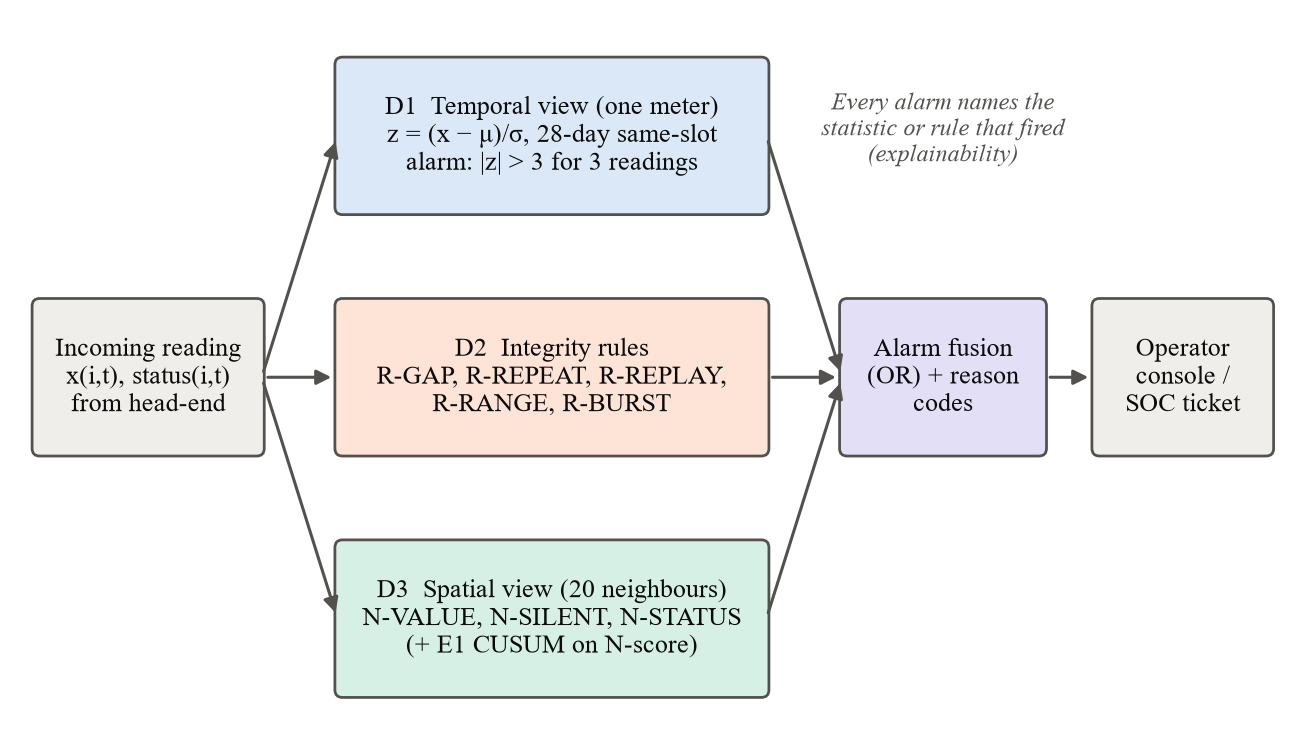 D1  Temporal view (one meter)
z = (x − μ)/σ, 28-day same-slot
alarm: |z| > 3 for 3 readings
Every alarm names the
statistic or rule that fired
(explainability)
Incoming reading
x(i,t), status(i,t)
from head-end
D2  Integrity rules
R-GAP, R-REPEAT, R-REPLAY,
R-RANGE, R-BURST
Alarm fusion
(OR) + reason
codes
Operator
console /
SOC ticket
D3  Spatial view (20 neighbours)
N-VALUE, N-SILENT, N-STATUS
(+ E1 CUSUM on N-score)